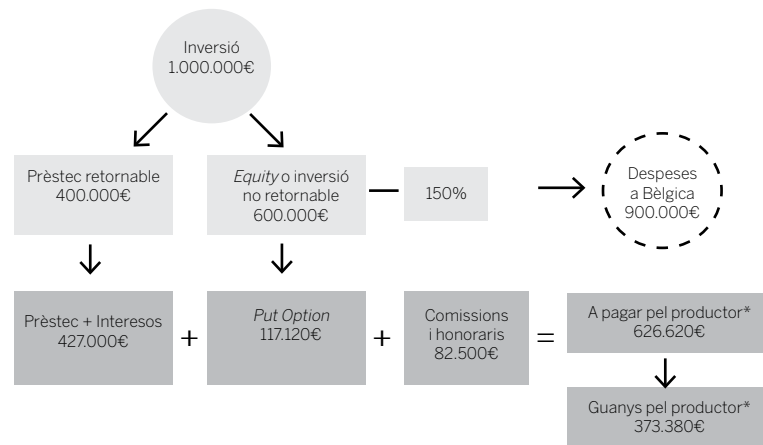 Inversió
1.000.000€
Prèstec retornable
400.000€
Equity o inversió
no retornable
600.000€
150%
Despeses
a Bèlgica
900.000€
Prèstec + Interesos
427.000€
+
Put Option
117.120€
+
Comissions
i honoraris
82.500€
=
A pagar pel productor*
626.620€
Guanys pel productor*
373.380€